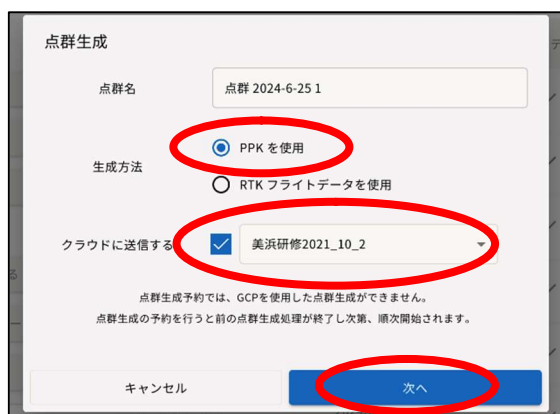 点群生成
点群名 点群 2024-6-25 1
生成方法 PPK を使用
RTK フライトデータを使用
クラウドに送信する 美浜研修2021_10_2
点群生成予約では、GCPを使用した点群生成ができません。
点群生成の予約を行うと前の点群生成処理が終了し次第、順次開始されます。
キャンセル 次へ